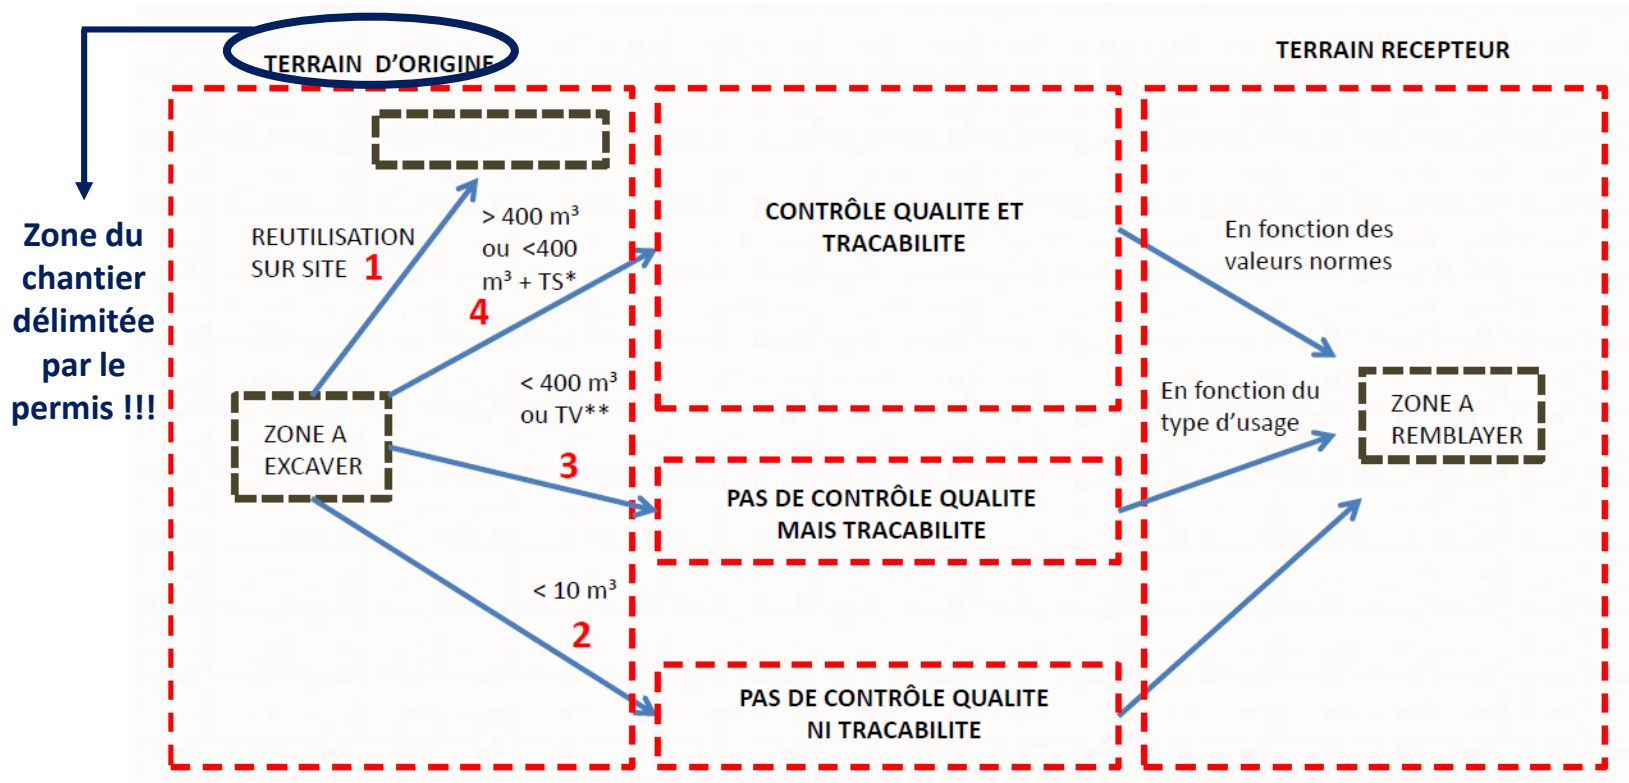 TERRAIN D'ORIGINE
TERRAIN RECEPTEUR
Zone du
chantier
délimitée
par le
permis !!!
REUTILISATION
SUR SITE 1
> 400 m³
ou <400
m³ + TS*
4
< 400 m³
ou TV**
3
< 10 m³
2
ZONE A
EXCAVER
CONTRÔLE QUALITE ET
TRACABILITE
PAS DE CONTRÔLE QUALITE
MAIS TRACABILITE
PAS DE CONTRÔLE QUALITE
NI TRACABILITE
En fonction des
valeurs normes
En fonction du
type d'usage
ZONE A
REMBLAYER